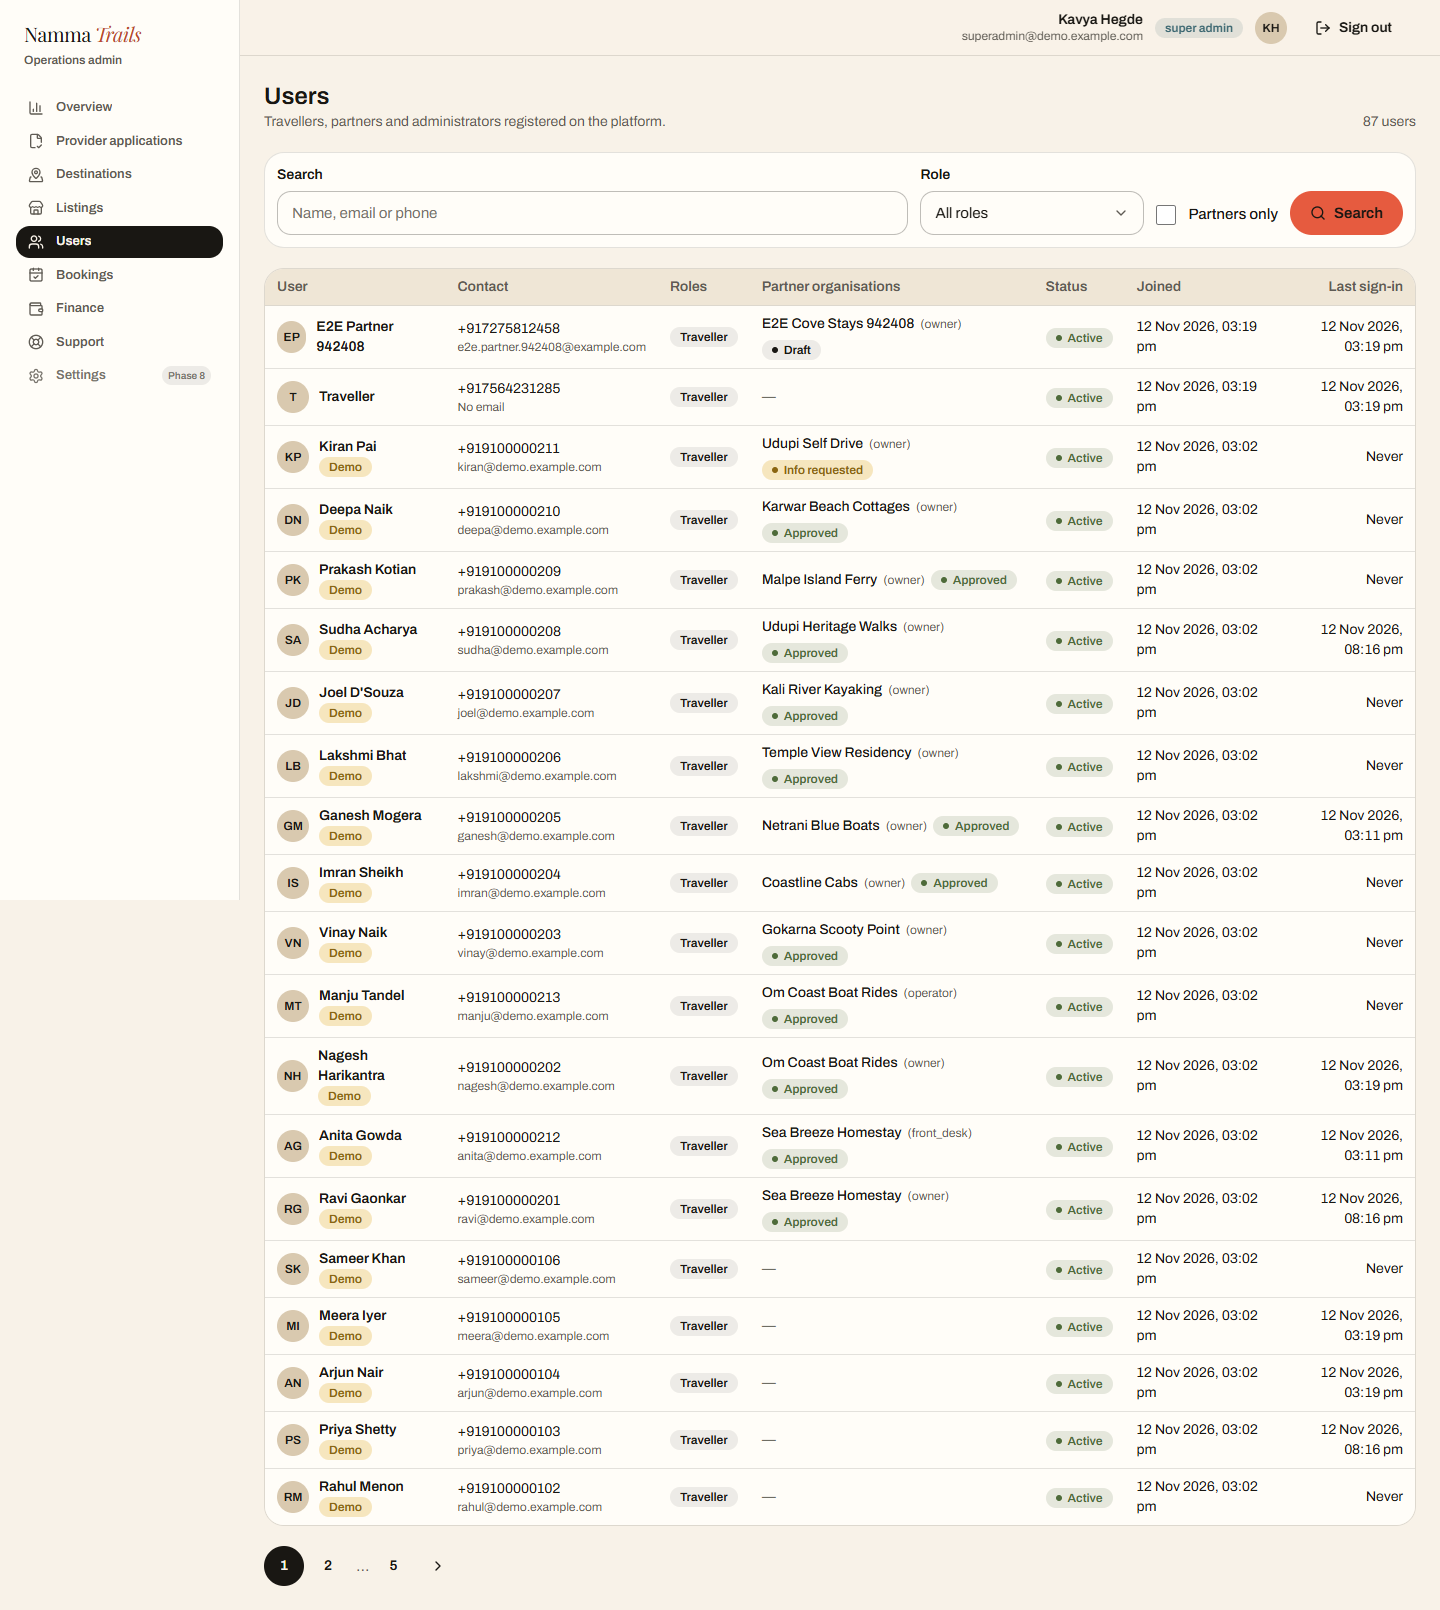 Namma Trails
Operations admin
Overview
Provider applications
Destinations
Listings
Users
Bookings
Finance
Support
Settings Phase 8
Kavya Hegde
superadmin@demo.example.com
super admin
KH
Sign out
Users
Travellers, partners and administrators registered on the platform.
87 users
Search
Name, email or phone
Role
All roles
Partners only
Search
User Contact Roles Partner organisations Status Joined Last sign-in
EP E2E Partner 942408 +917275812458 e2e.partner.942408@example.com Traveller E2E Cove Stays 942408 (owner) Draft Active 12 Nov 2026, 03:19 pm 12 Nov 2026, 03:19 pm
T Traveller +917564231285 No email Traveller — Active 12 Nov 2026, 03:19 pm 12 Nov 2026, 03:19 pm
KP Kiran Pai Demo +919100000211 kiran@demo.example.com Traveller Udupi Self Drive (owner) Info requested Active 12 Nov 2026, 03:02 pm Never
DN Deepa Naik Demo +919100000210 deepa@demo.example.com Traveller Karwar Beach Cottages (owner) Approved Active 12 Nov 2026, 03:02 pm Never
PK Prakash Kotian Demo +919100000209 prakash@demo.example.com Traveller Malpe Island Ferry (owner) Approved Active 12 Nov 2026, 03:02 pm Never
SA Sudha Acharya Demo +919100000208 sudha@demo.example.com Traveller Udupi Heritage Walks (owner) Approved Active 12 Nov 2026, 03:02 pm 12 Nov 2026, 08:16 pm
JD Joel D'Souza Demo +919100000207 joel@demo.example.com Traveller Kali River Kayaking (owner) Approved Active 12 Nov 2026, 03:02 pm Never
LB Lakshmi Bhat Demo +919100000206 lakshmi@demo.example.com Traveller Temple View Residency (owner) Approved Active 12 Nov 2026, 03:02 pm Never
GM Ganesh Mogera Demo +919100000205 ganesh@demo.example.com Traveller Netrani Blue Boats (owner) Approved Active 12 Nov 2026, 03:02 pm 12 Nov 2026, 03:11 pm
IS Imran Sheikh Demo +919100000204 imran@demo.example.com Traveller Coastline Cabs (owner) Approved Active 12 Nov 2026, 03:02 pm Never
VN Vinay Naik Demo +919100000203 vinay@demo.example.com Traveller Gokarna Scooty Point (owner) Approved Active 12 Nov 2026, 03:02 pm Never
MT Manju Tandel Demo +919100000213 manju@demo.example.com Traveller Om Coast Boat Rides (operator) Approved Active 12 Nov 2026, 03:02 pm Never
NH Nagesh Harikantra Demo +919100000202 nagesh@demo.example.com Traveller Om Coast Boat Rides (owner) Approved Active 12 Nov 2026, 03:02 pm 12 Nov 2026, 03:19 pm
AG Anita Gowda Demo +919100000212 anita@demo.example.com Traveller Sea Breeze Homestay (front_desk) Approved Active 12 Nov 2026, 03:02 pm 12 Nov 2026, 03:11 pm
RG Ravi Gaonkar Demo +919100000201 ravi@demo.example.com Traveller Sea Breeze Homestay (owner) Approved Active 12 Nov 2026, 03:02 pm 12 Nov 2026, 08:16 pm
SK Sameer Khan Demo +919100000106 sameer@demo.example.com Traveller — Active 12 Nov 2026, 03:02 pm Never
MI Meera Iyer Demo +919100000105 meera@demo.example.com Traveller — Active 12 Nov 2026, 03:02 pm 12 Nov 2026, 03:19 pm
AN Arjun Nair Demo +919100000104 arjun@demo.example.com Traveller — Active 12 Nov 2026, 03:02 pm 12 Nov 2026, 03:19 pm
PS Priya Shetty Demo +919100000103 priya@demo.example.com Traveller — Active 12 Nov 2026, 03:02 pm 12 Nov 2026, 08:16 pm
RM Rahul Menon Demo +919100000102 rahul@demo.example.com Traveller — Active 12 Nov 2026, 03:02 pm Never
1 2 … 5